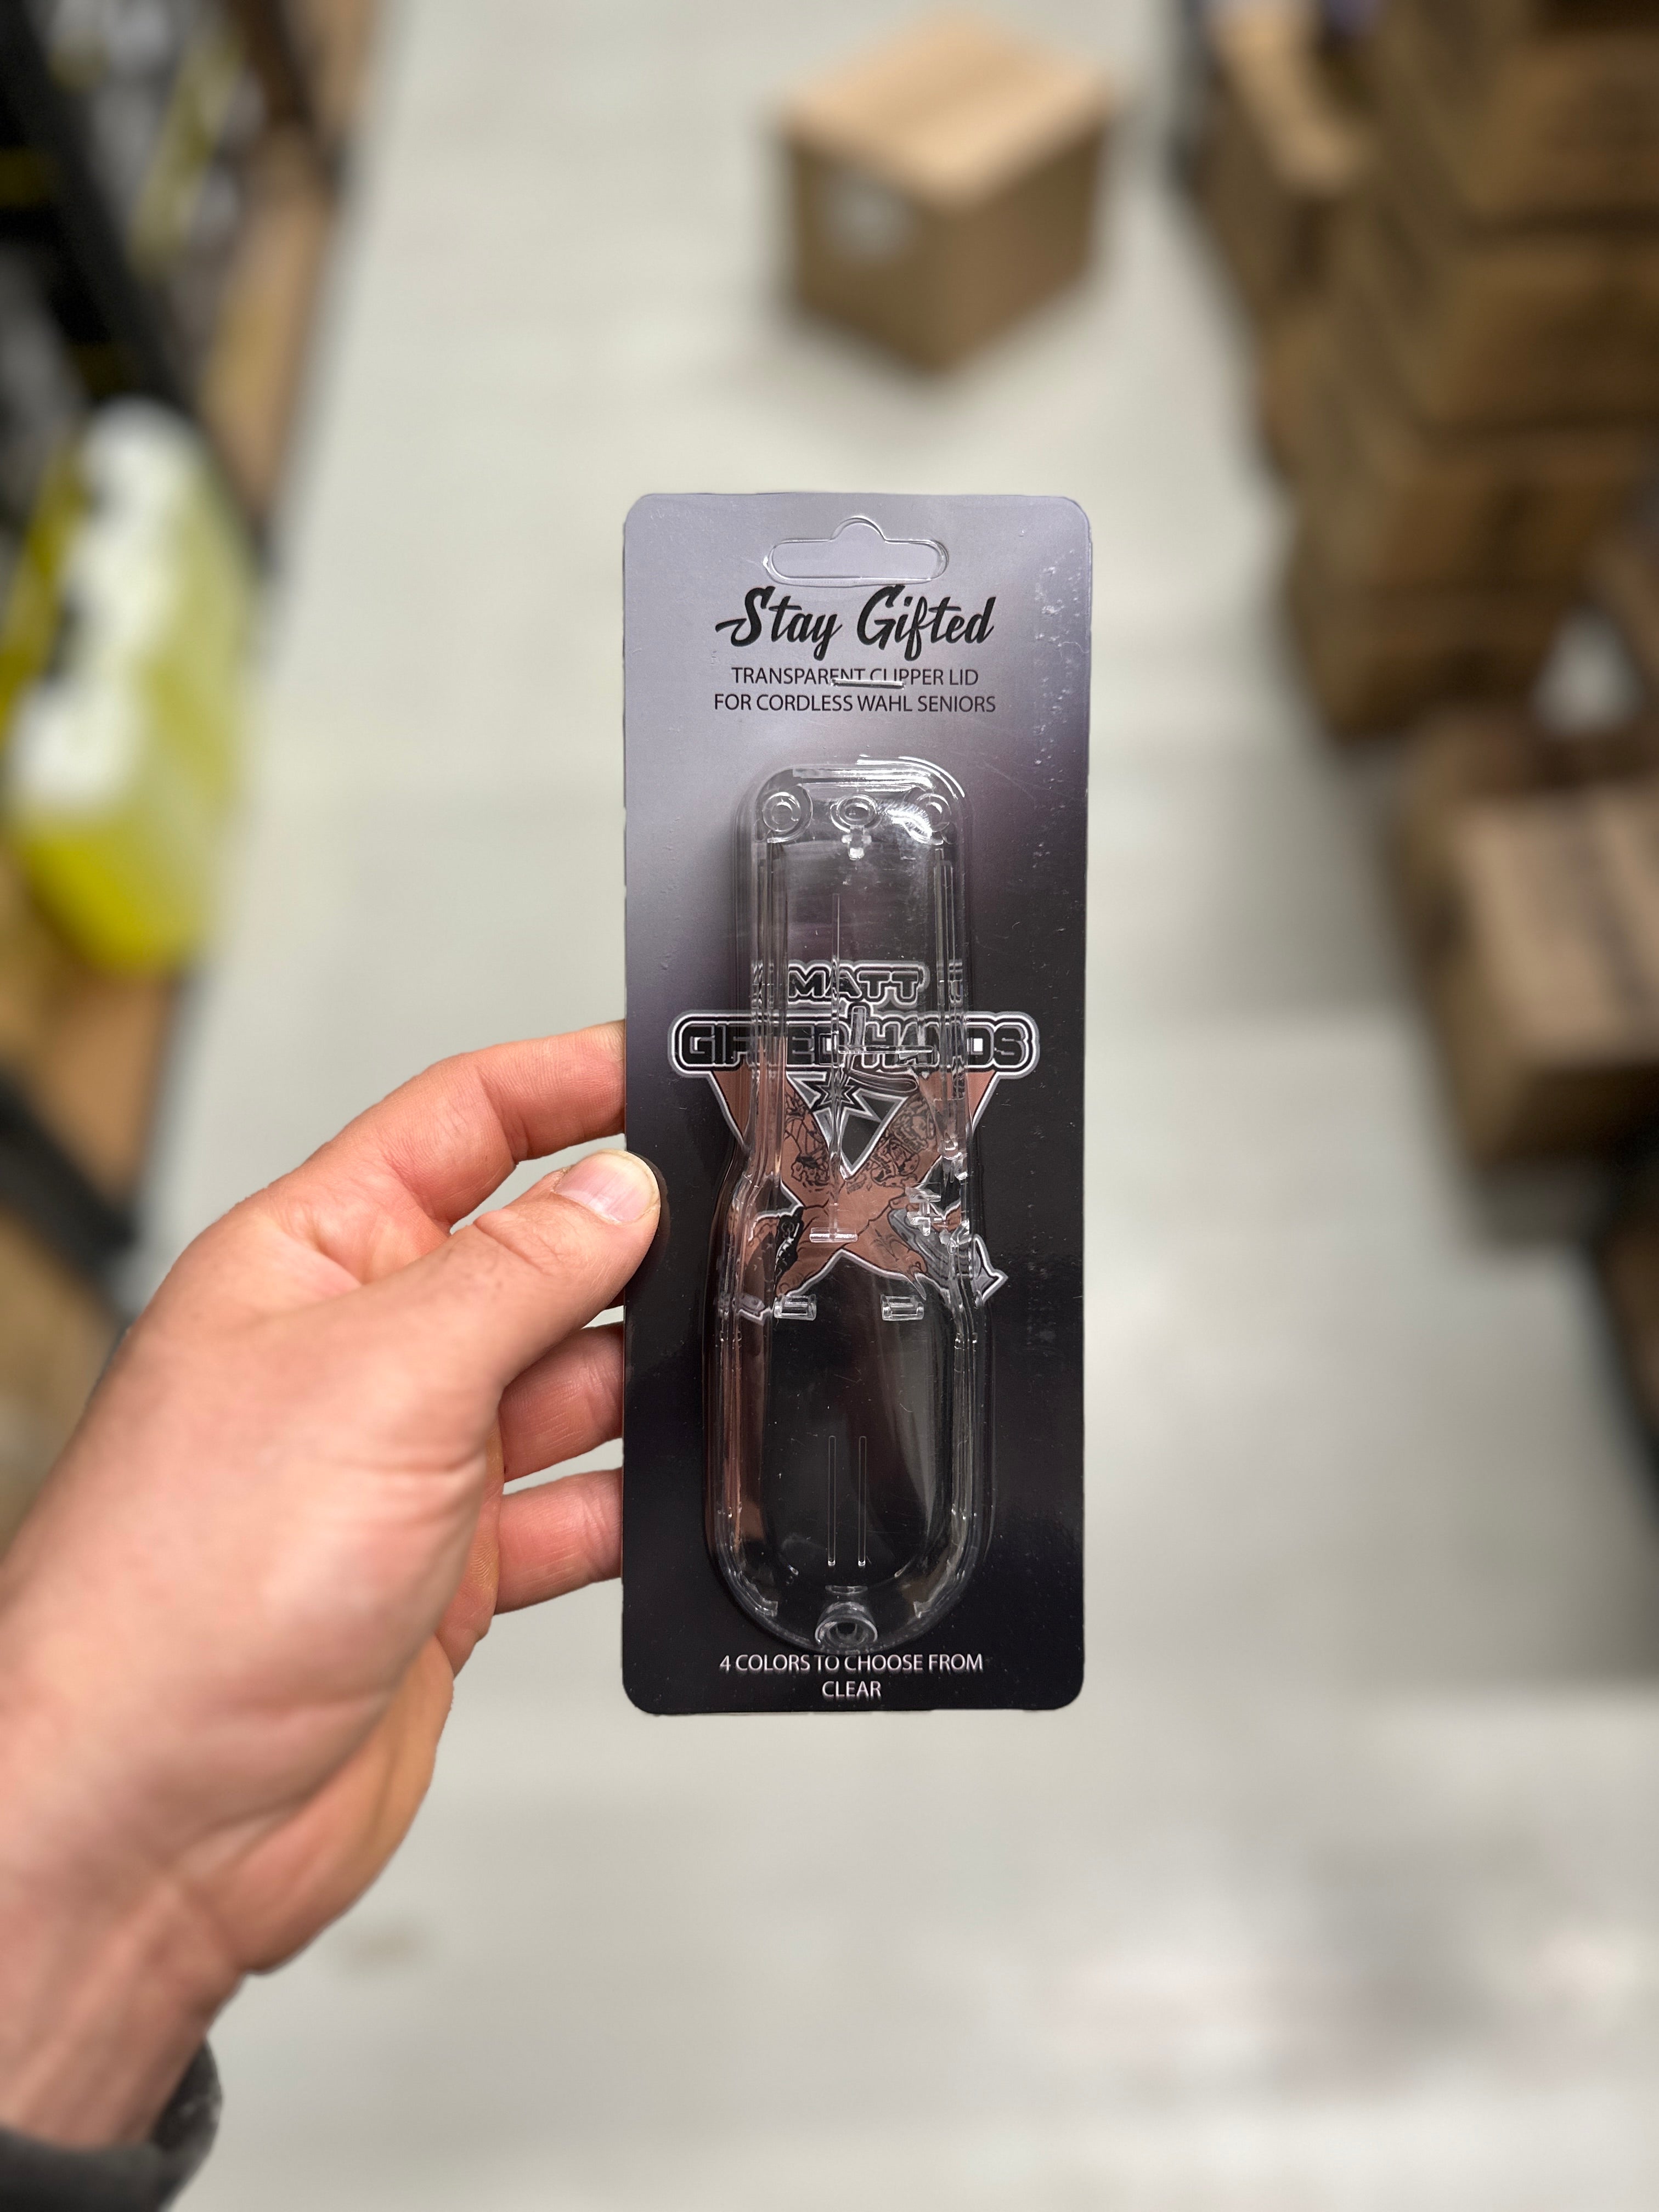 Stay Gifted
TRANSPARENT CLIPPER LID
FOR CORDLESS WAHL SENIORS
MATT
GIFTED HANDS
4 COLORS TO CHOOSE FROM
CLEAR